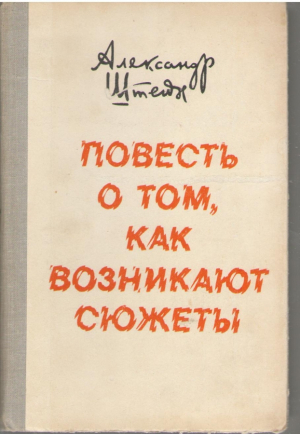 Александр
Штейн
ПОВЕСТЬ
О ТОМ,
КАК
ВОЗНИКАЮТ
СЮЖЕТЫ